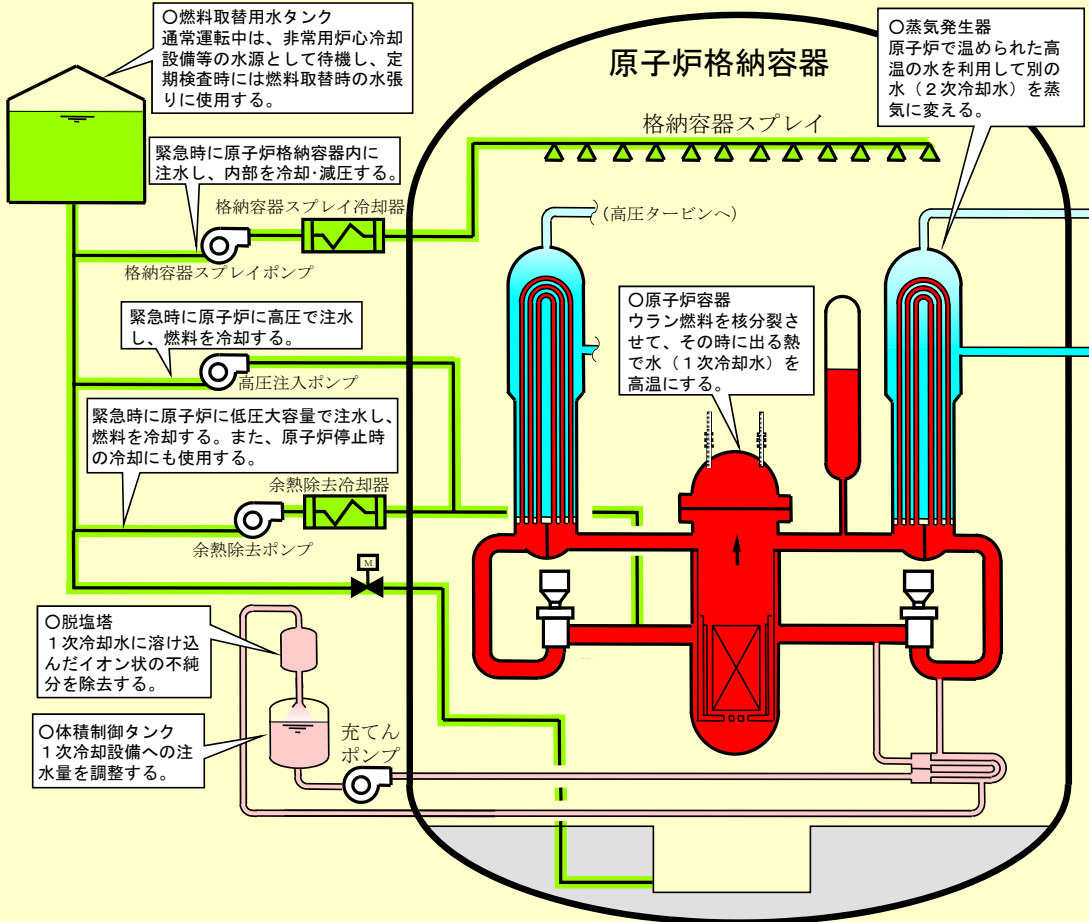 〇燃料取替用水タンク
通常運転中は、非常用炉心冷却
設備等の水源として待機し、定
期検査時には燃料取替時の水張
りに使用する。
原子炉格納容器
〇蒸気発生器
原子炉で温められた高
温の水を利用して別の
水（２次冷却水）を蒸
気に変える。
格納容器スプレイ
緊急時に原子炉格納容器内に
注水し、内部を冷却･減圧する。
格納容器スプレイ冷却器
(高圧タービンへ)
格納容器スプレイポンプ
〇原子炉容器
ウラン燃料を核分裂さ
せて、その時に出る熱
で水（１次冷却水）を
高温にする。
緊急時に原子炉に高圧で注水
し、燃料を冷却する。
高圧注入ポンプ
緊急時に原子炉に低圧大容量で注水し、
燃料を冷却する。また、原子炉停止時
の冷却にも使用する。
余熱除去冷却器
余熱除去ポンプ
M
〇脱塩塔
１次冷却水に溶け込
んだイオン状の不純
分を除去する。
〇体積制御タンク
１次冷却設備への注
水量を調整する。
充てん
ポンプ